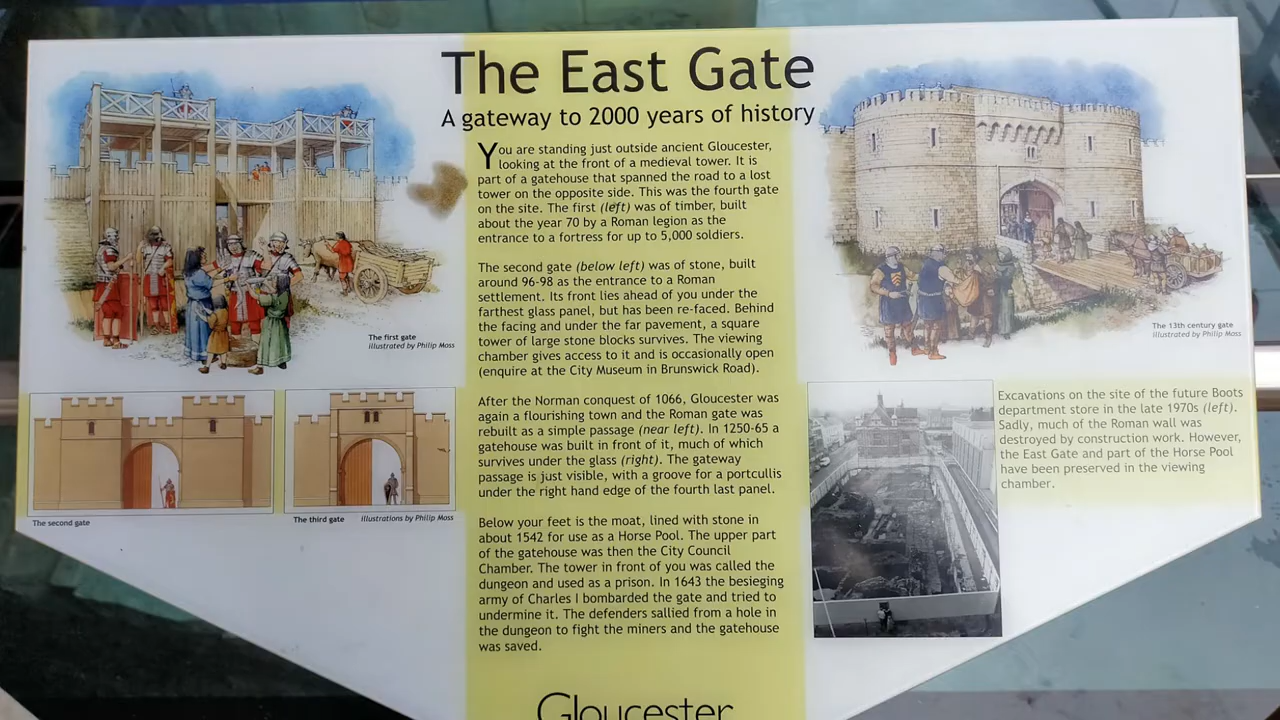 The East Gate
A gateway to 2000 years of history
You are standing just outside ancient Gloucester,
looking at the front of a medieval tower. It is
part of a gatehouse that spanned the road to a lost
tower on the opposite side. This was the fourth gate
on the site. The first (left) was of timber, built
about the year 70 by a Roman legion as the
entrance to a fortress for up to 5,000 soldiers.
The second gate (below left) was of stone, built
around 96-98 as the entrance to a Roman
settlement. Its front lies ahead of you under the
farthest glass panel, but has been re-faced. Behind
the facing and under the far pavement, a square
tower of large stone blocks survives. The viewing
chamber gives access to it and is occasionally open
(enquire at the City Museum in Brunswick Road).
After the Norman conquest of 1066, Gloucester was
again a flourishing town and the Roman gate was
rebuilt as a simple passage (near left). In 1250-65 a
gatehouse was built in front of it, much of which
survives under the glass (right). The gateway
passage is just visible, with a groove for a portcullis
under the right hand edge of the fourth last panel.
Below your feet is the moat, lined with stone in
about 1542 for use as a Horse Pool. The upper part
of the gatehouse was then the City Council
Chamber. The tower in front of you was called the
dungeon and used as a prison. In 1643 the besieging
army of Charles I bombarded the gate and tried to
undermine it. The defenders sallied from a hole in
the dungeon to fight the miners and the gatehouse
was saved.
The first gate
illustrated by Philip Moss
The second gate
The third gate
illustrations by Philip Moss
The 13th century gate
illustrated by Philip Moss
Excavations on the site of the future Boots
department store in the late 1970s (left).
Sadly, much of the Roman wall was
destroyed by construction work. However,
the East Gate and part of the Horse Pool
have been preserved in the viewing
chamber.
Gloucester